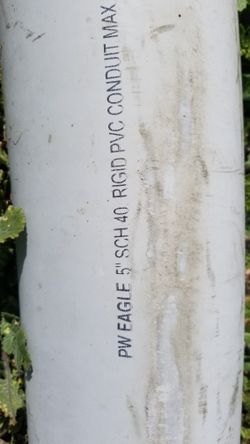 PW EAGLE 5" SCH 40 RIGID PVC CONDUIT MAX